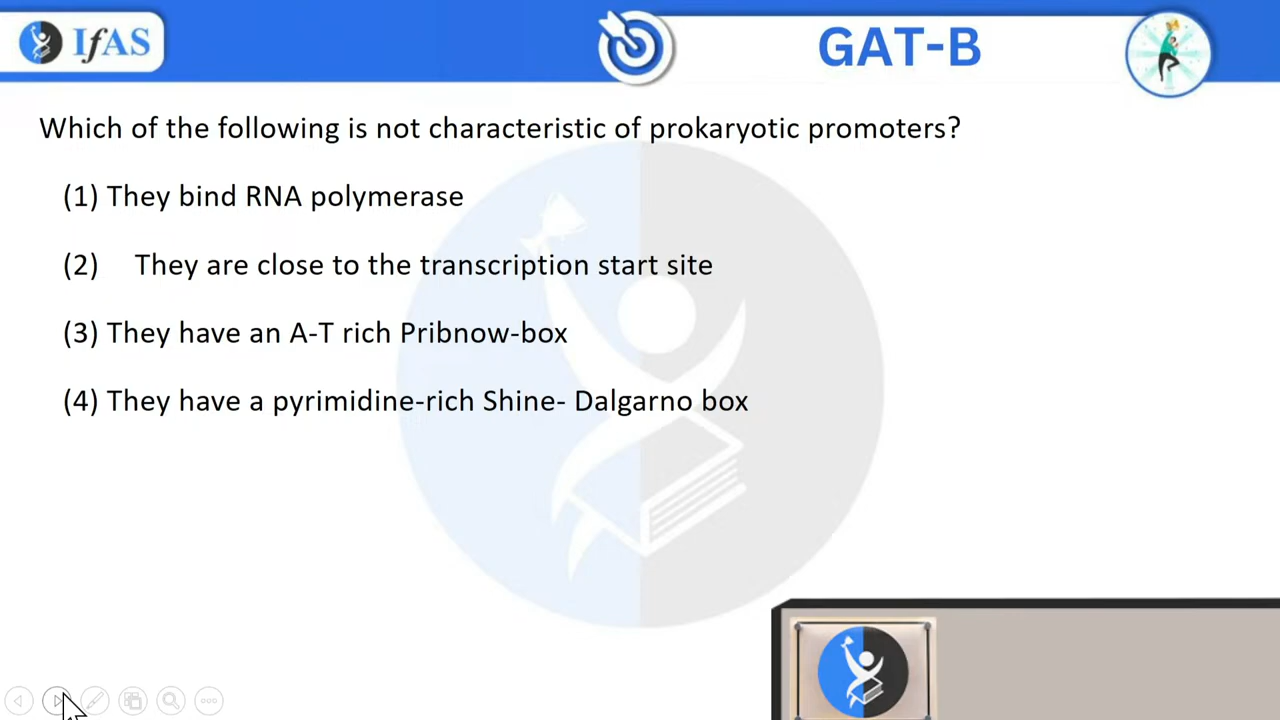 IfAS
GAT-B
Which of the following is not characteristic of prokaryotic promoters?
(1) They bind RNA polymerase
(2) They are close to the transcription start site
(3) They have an A-T rich Pribnow-box
(4) They have a pyrimidine-rich Shine- Dalgarno box